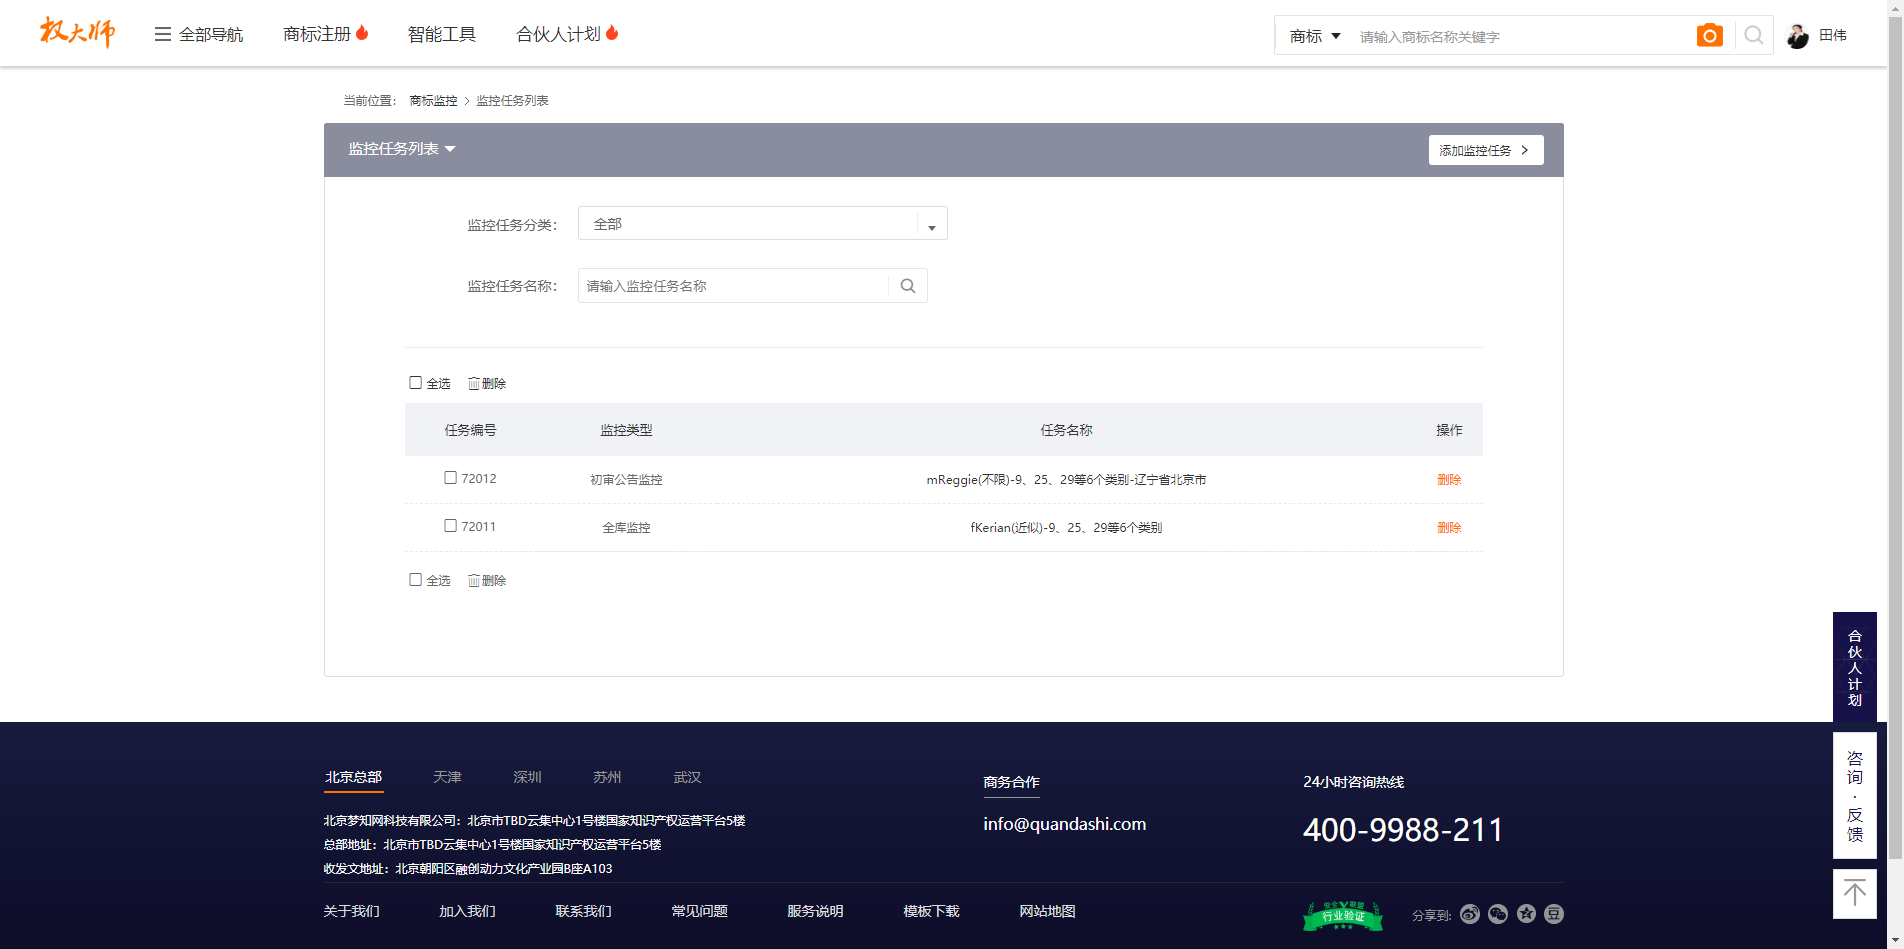 权大师
全部导航 商标注册 智能工具 合伙人计划 商标 请输入商标名称关键字 田伟
当前位置： 商标监控 > 监控任务列表
监控任务列表 添加监控任务
监控任务分类： 全部
监控任务名称： 请输入监控任务名称
全选 删除
任务编号 监控类型 任务名称 操作
72012 初审公告监控 mReggie(不限)-9、25、29等6个类别-辽宁省北京市 删除
72011 全库监控 fKerian(近似)-9、25、29等6个类别 删除
全选 删除
合伙人计划
咨询·反馈
北京总部 天津 深圳 苏州 武汉
北京梦知网科技有限公司：北京市TBD云集中心1号楼国家知识产权运营平台5楼
总部地址：北京市TBD云集中心1号楼国家知识产权运营平台5楼
收发文地址：北京朝阳区融创动力文化产业园B座A103
商务合作
info@quandashi.com
24小时咨询热线
400-9988-211
关于我们 加入我们 联系我们 常见问题 服务说明 模板下载 网站地图
安全V联盟
行业验证
分享到: 豆